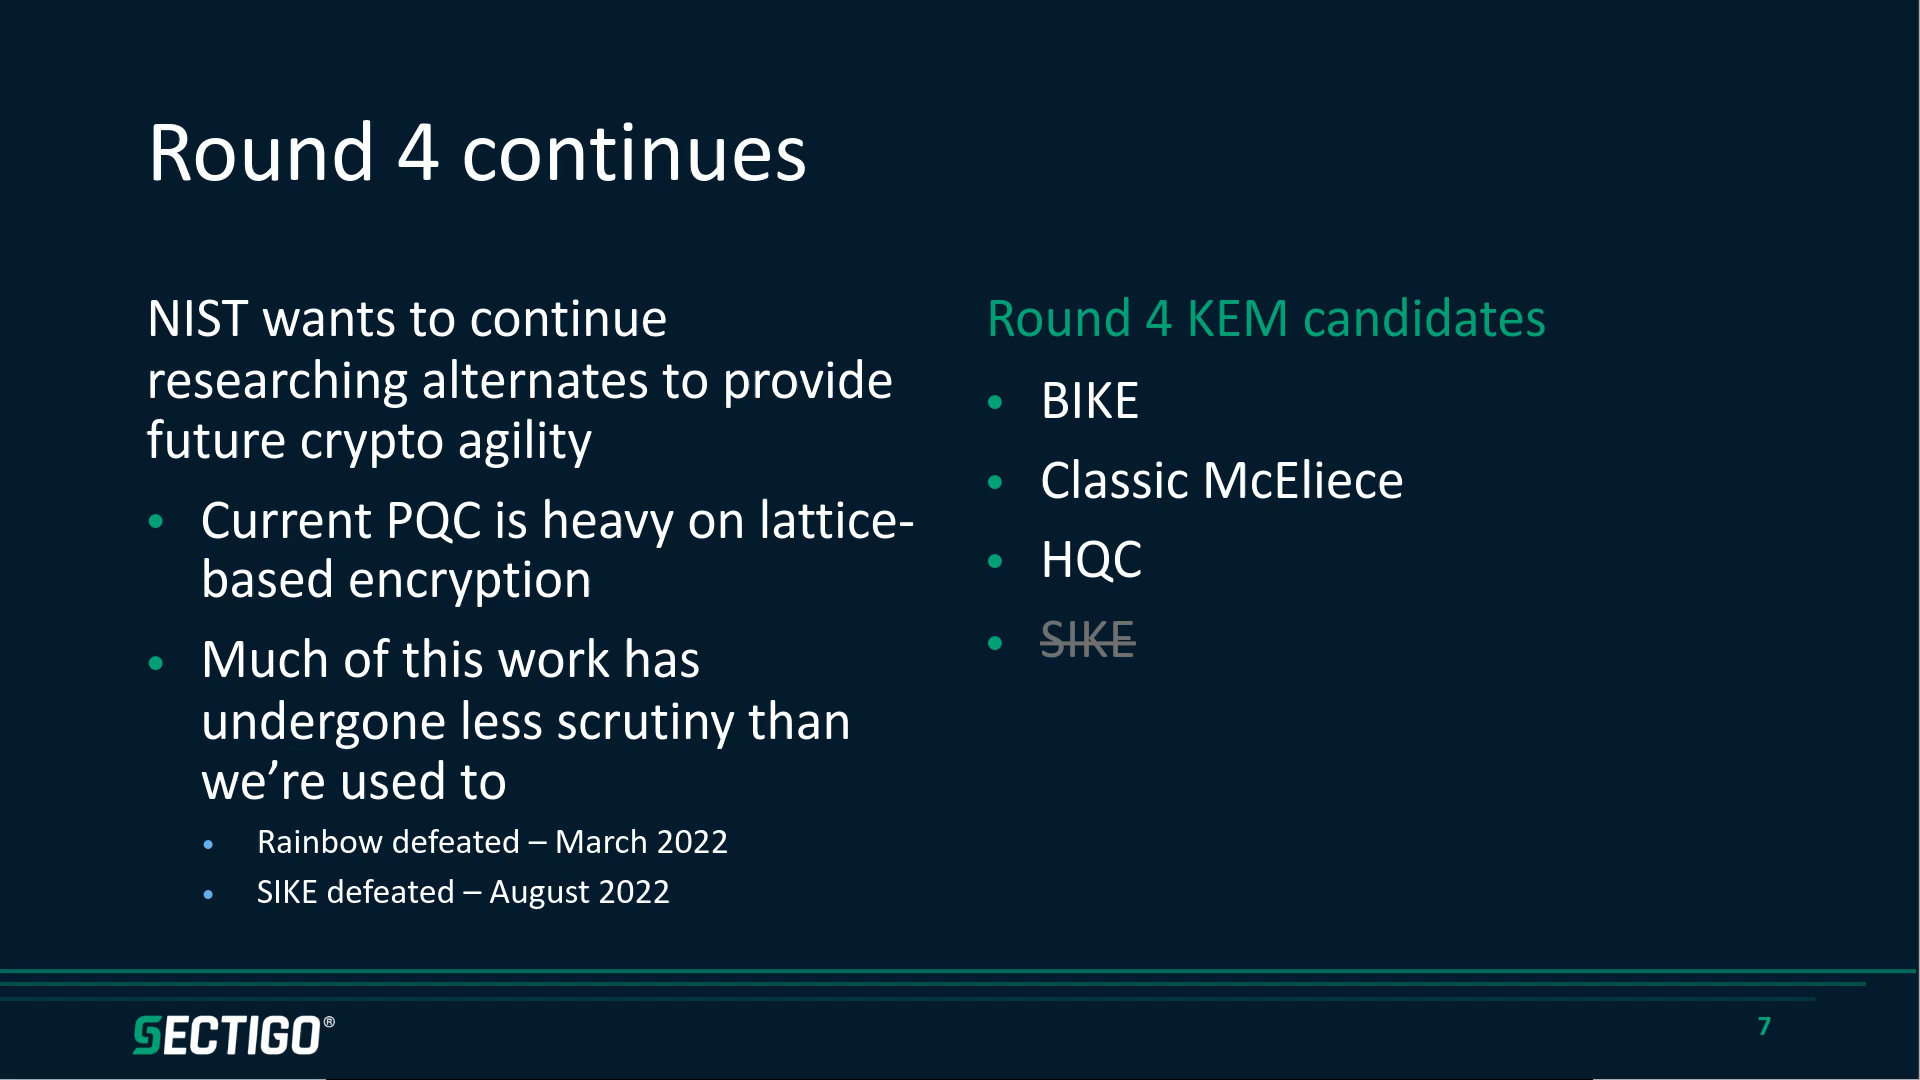 Round 4 continues
NIST wants to continue
researching alternates to provide
future crypto agility
• Current PQC is heavy on lattice-
based encryption
• Much of this work has
undergone less scrutiny than
we’re used to
• Rainbow defeated – March 2022
• SIKE defeated – August 2022
Round 4 KEM candidates
• BIKE
• Classic McEliece
• HQC
• SIKE
SECTIGO®
7